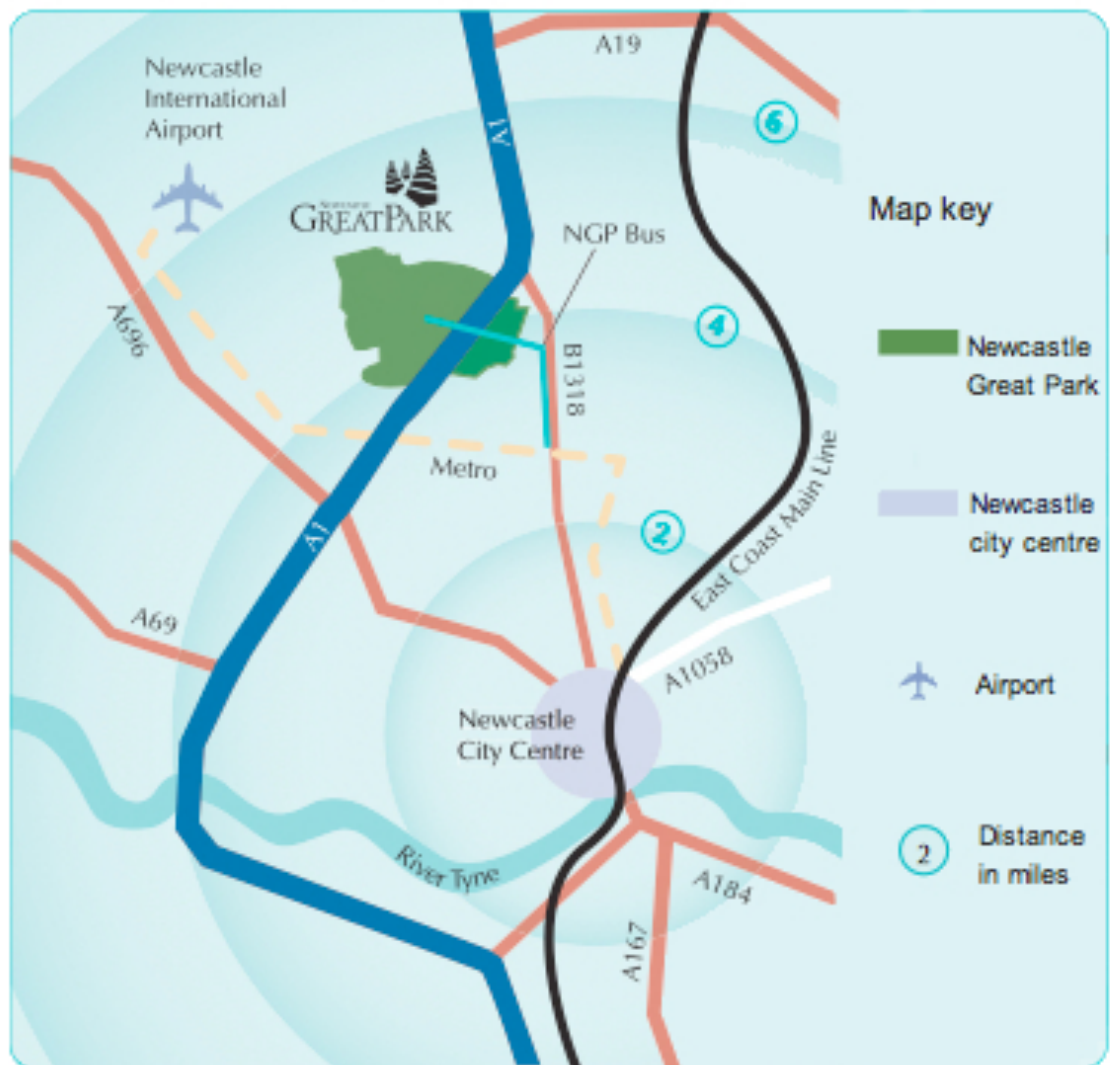 A19
Newcastle
International
Airport
A1
6
GREATPARK
NGP Bus
Map key
4
A696
B1318
Newcastle
Great Park
Metro
2
East Coast Main Line
Newcastle
city centre
A1
A69
A1058
Airport
Newcastle
City Centre
River Tyne
A184
A167
2
Distance
in miles